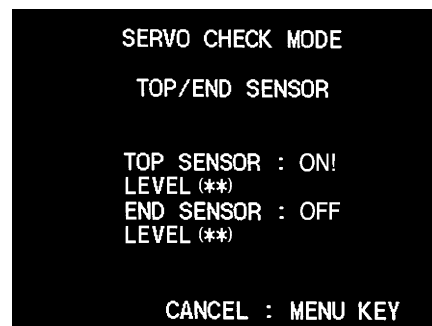 SERVO CHECK MODE
TOP/END SENSOR
TOP SENSOR : ON!
LEVEL (**)
END SENSOR : OFF
LEVEL (**)
CANCEL : MENU KEY